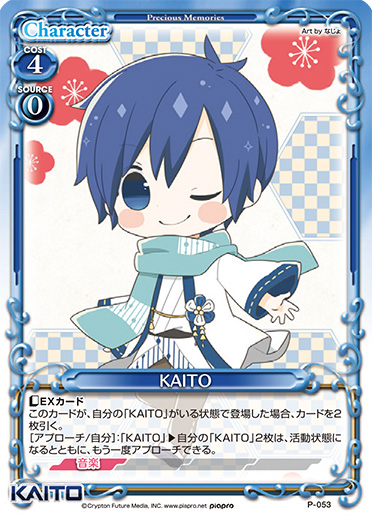 Precious Memories
Character
Art by なじょ
COST
4
SOURCE
0
KAITO
EXカード
このカードが、自分の「KAITO」がいる状態で登場した場合、カードを2
枚引く。
[アプローチ/自分]:「KAITO」▶自分の「KAITO」2枚は、活動状態に
なるとともに、もう一度アプローチできる。
音楽
KAITO
P-053
©Crypton Future Media, INC. www.piapro.net piapro